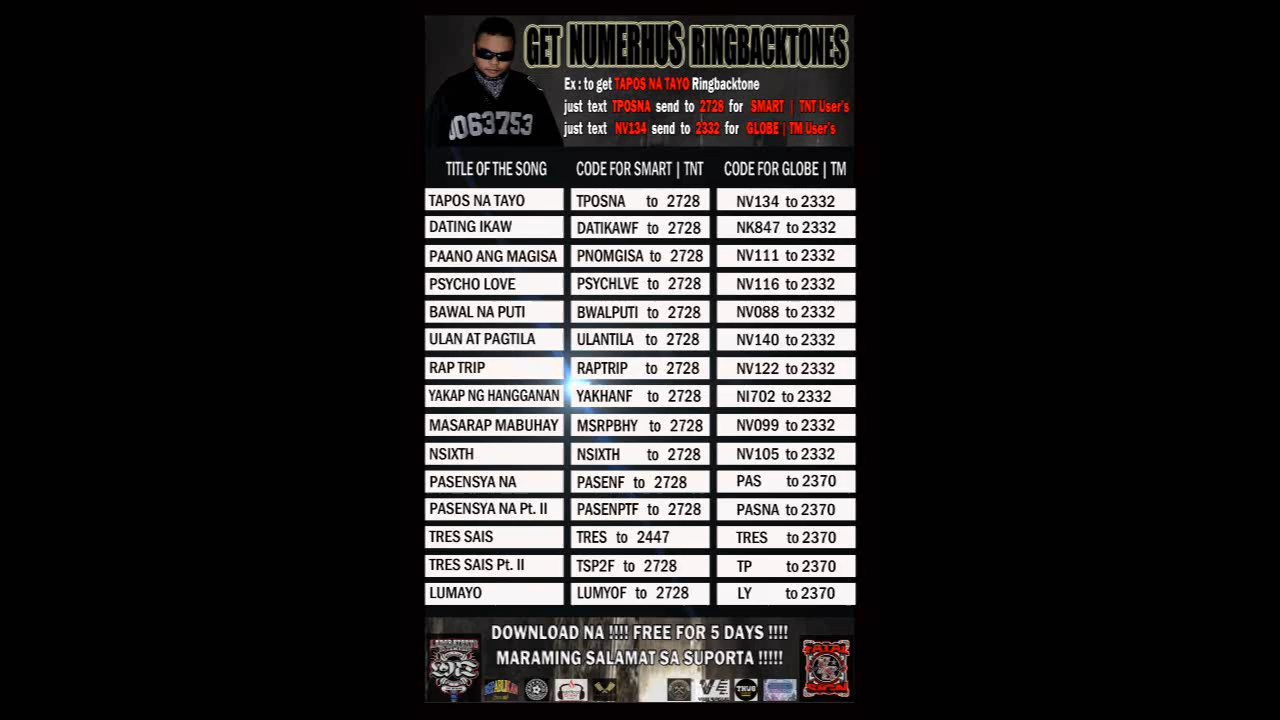 GET NUMERHUS RINGBACKTONES
Ex : to get TAPOS NA TAYO Ringbacktone
just text TPOSNA send to 2728 for SMART | TNT User's
just text NV134 send to 2332 for GLOBE | TM User's
063753
TITLE OF THE SONG CODE FOR SMART | TNT CODE FOR GLOBE | TM
TAPOS NA TAYO TPOSNA to 2728 NV134 to 2332
DATING IKAW DATIKAWF to 2728 NK847 to 2332
PAANO ANG MAGISA PNOMGISA to 2728 NV111 to 2332
PSYCHO LOVE PSYCHLVE to 2728 NV116 to 2332
BAWAL NA PUTI BWALPUTI to 2728 NV088 to 2332
ULAN AT PAGTILA ULANTILA to 2728 NV140 to 2332
RAP TRIP RAPTRIP to 2728 NV122 to 2332
YAKAP NG HANGGANAN YAKHANF to 2728 NI702 to 2332
MASARAP MABUHAY MSRPBHY to 2728 NV099 to 2332
NSIXTH NSIXTH to 2728 NV105 to 2332
PASENSYA NA PASENF to 2728 PAS to 2370
PASENSYA NA Pt. II PASENPTF to 2728 PASNA to 2370
TRES SAIS TRES to 2447 TRES to 2370
TRES SAIS Pt. II TSP2F to 2728 TP to 2370
LUMAYO LUMYOF to 2728 LY to 2370
DOWNLOAD NA !!!! FREE FOR 5 DAYS !!!!
MARAMING SALAMAT SA SUPORTA !!!!!
FATAL
SIGN